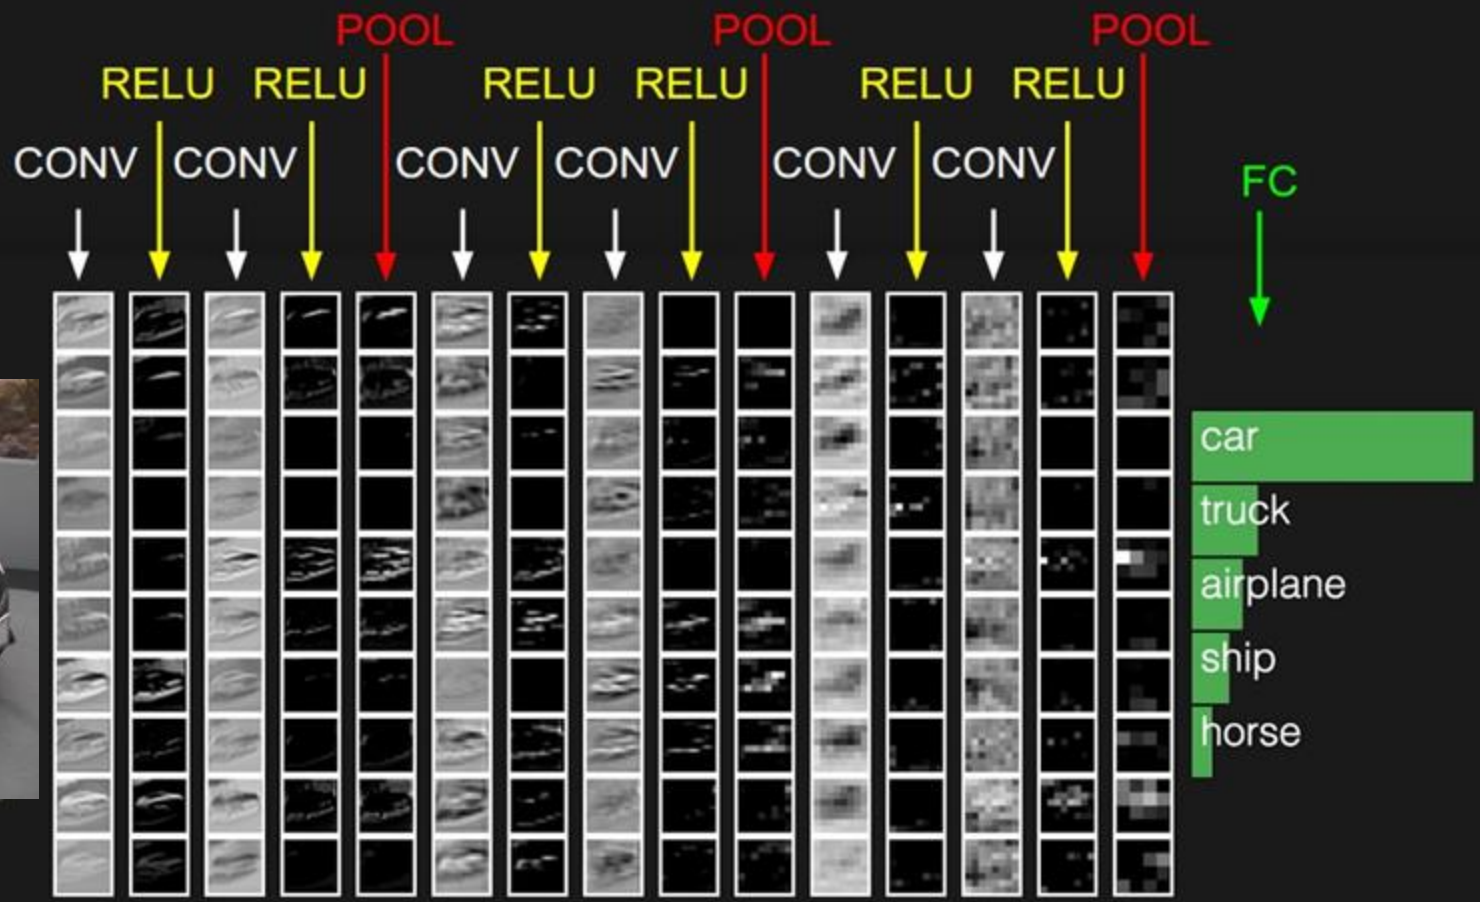 POOL POOL POOL
RELU RELU RELU RELU RELU RELU
CONV CONV CONV CONV CONV CONV
FC
car
truck
airplane
ship
horse